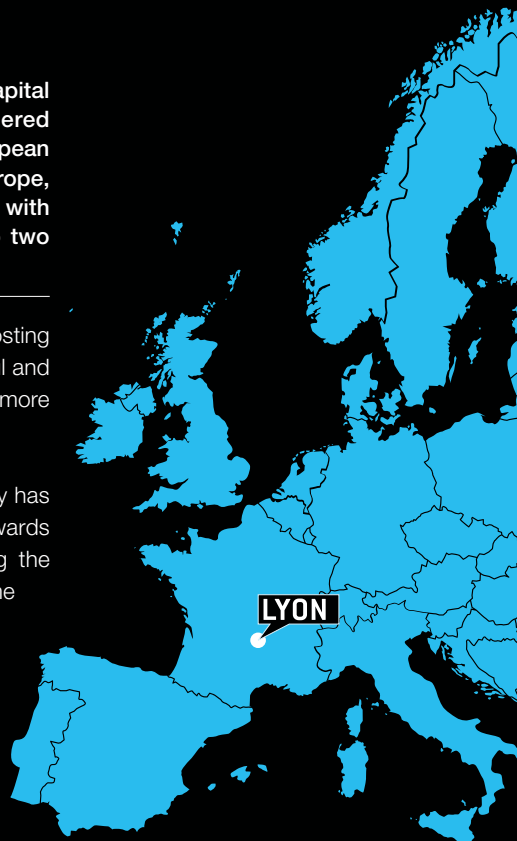 apital
ered
pean
rope,
with
two
osting
l and
more
y has
wards
g the
ne
LYON